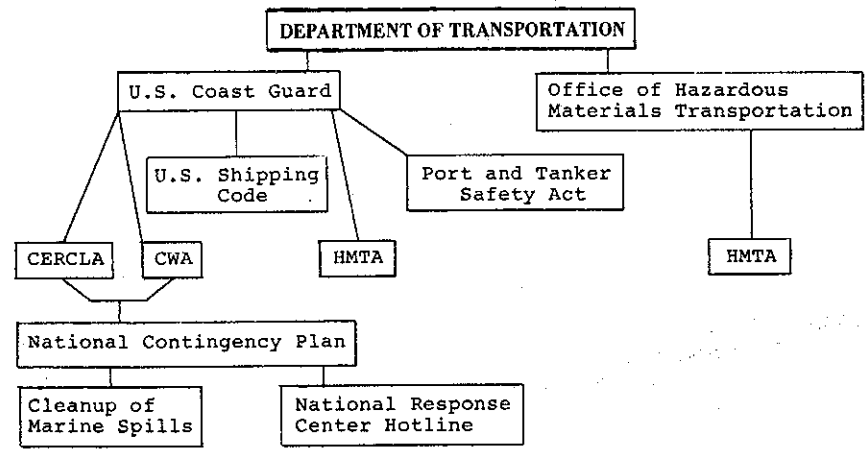 DEPARTMENT OF TRANSPORTATION
U.S. Coast Guard
Office of Hazardous
Materials Transportation
U.S. Shipping
Code
Port and Tanker
Safety Act
CERCLA
CWA
HMTA
HMTA
National Contingency Plan
Cleanup of
Marine Spills
National Response
Center Hotline